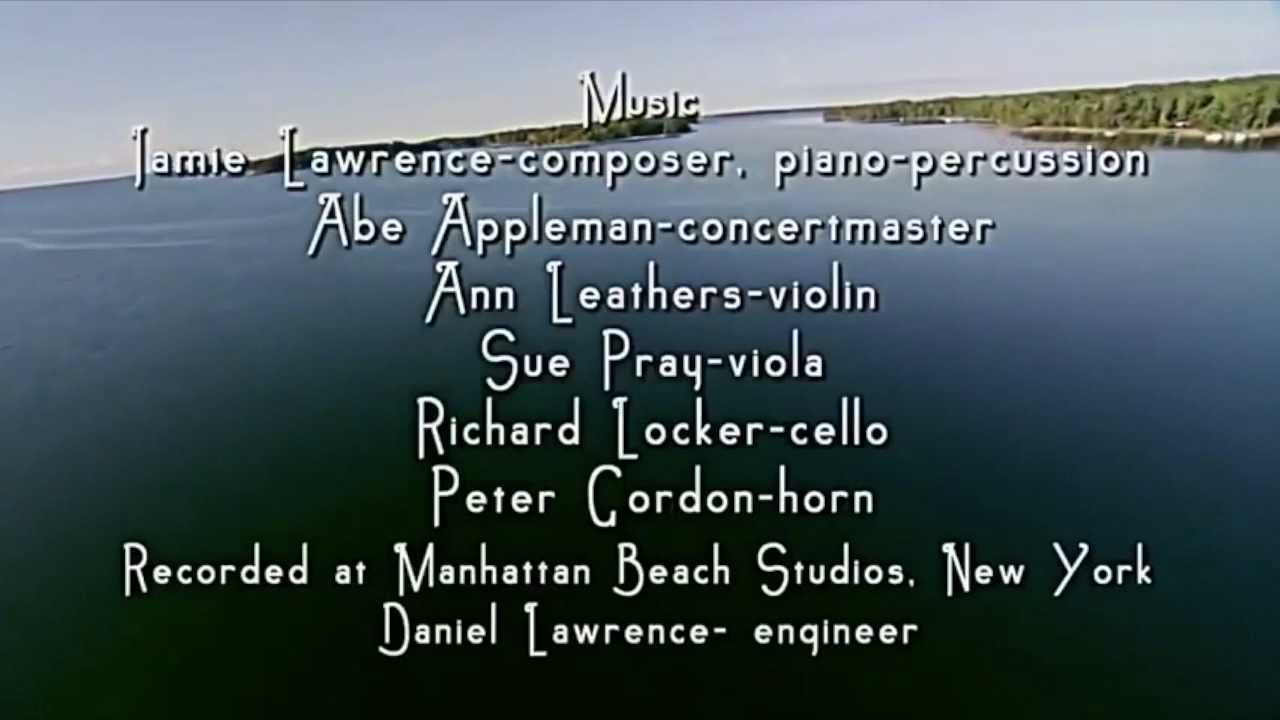 Music
Jamie Lawrence-composer, piano-percussion
Abe Appleman-concertmaster
Ann Leathers-violin
Sue Pray-viola
Richard Locker-cello
Peter Gordon-horn
Recorded at Manhattan Beach Studios, New York
Daniel Lawrence- engineer